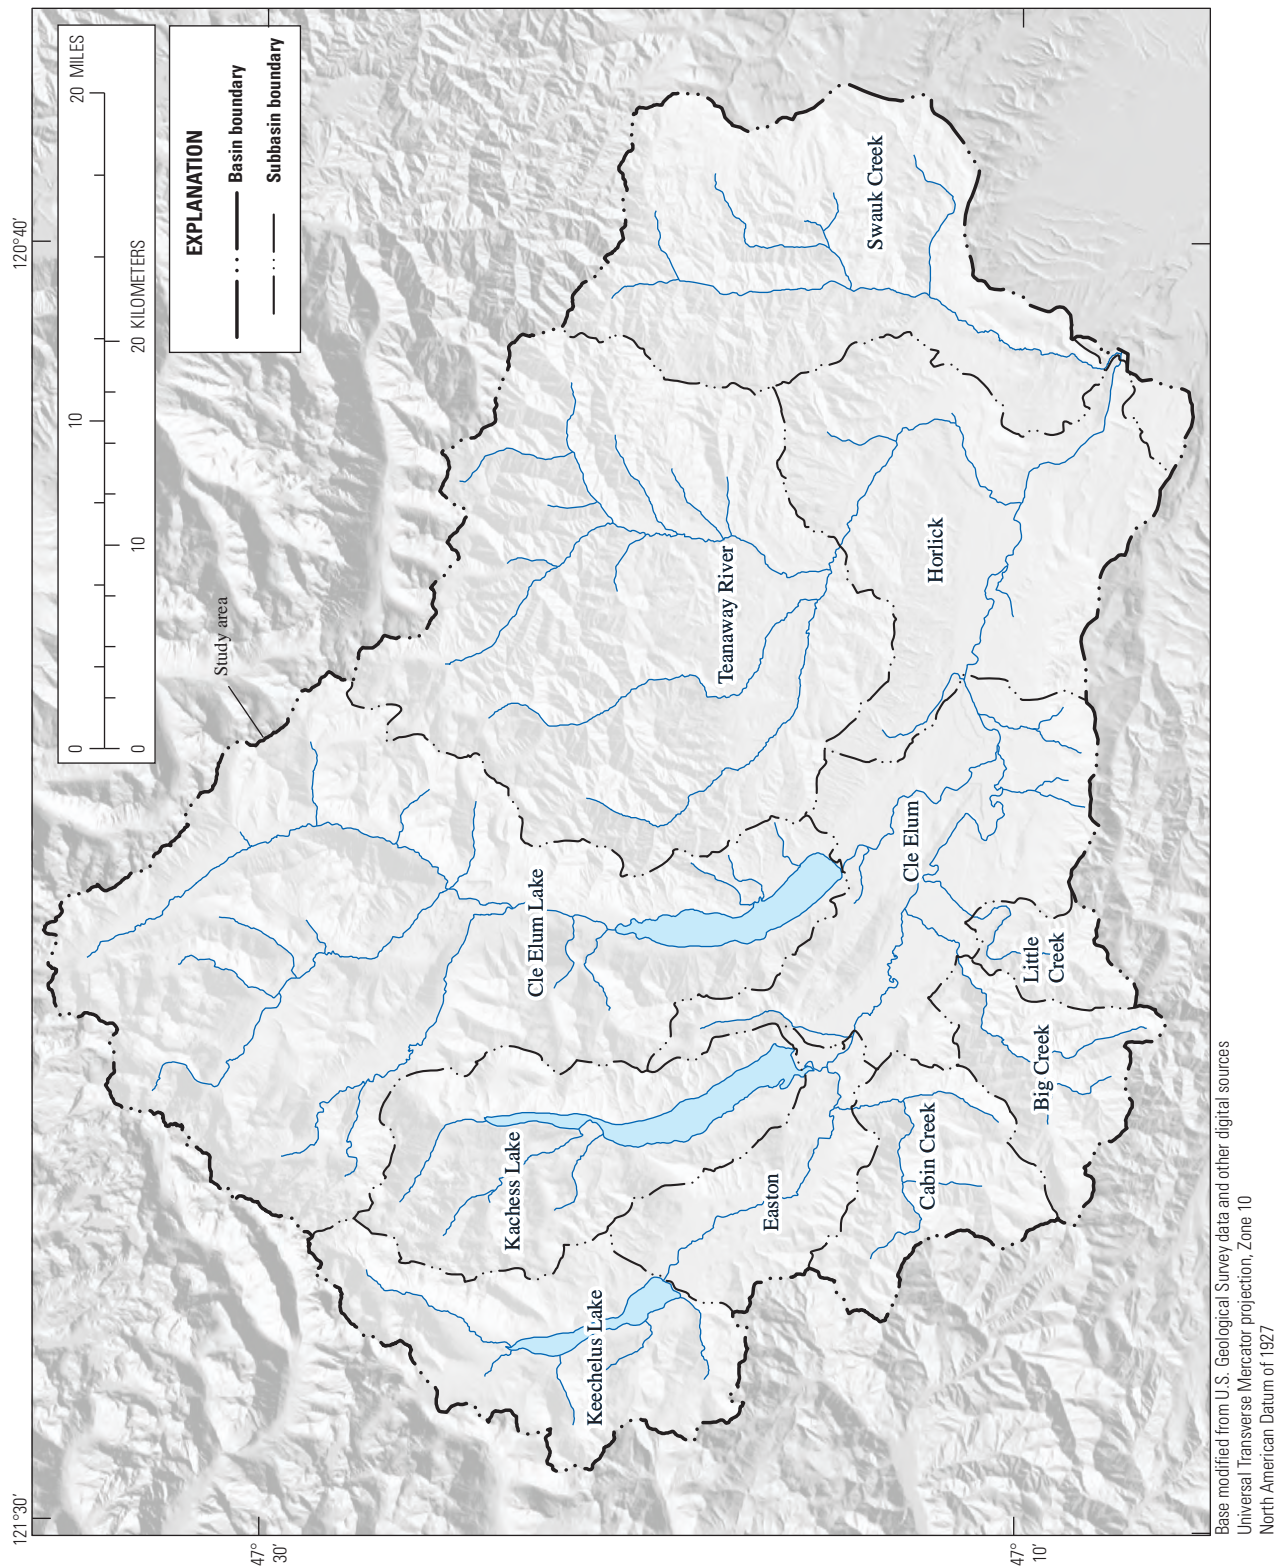 121°30′
120°40′
47°
30′
47°
10′
0 10 20 MILES
0 10 20 KILOMETERS
EXPLANATION
Basin boundary
Subbasin boundary
Study area
Keechelus Lake
Kachess Lake
Easton
Cabin Creek
Big Creek
Little
Creek
Cle Elum Lake
Cle Elum
Teanaway River
Horlick
Swauk Creek
Base modified from U.S. Geological Survey data and other digital sources
Universal Transverse Mercator projection, Zone 10
North American Datum of 1927